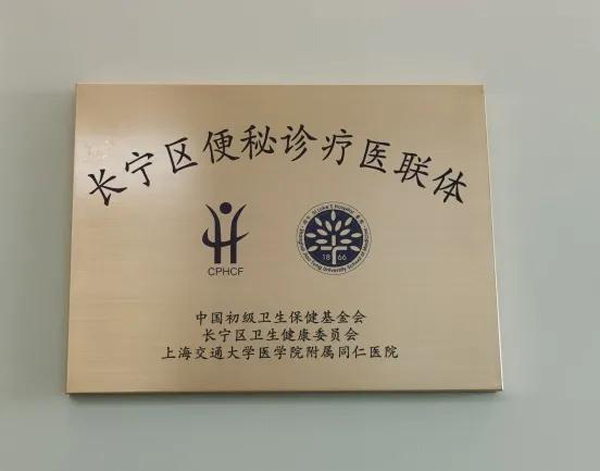 长宁区便秘诊疗医联体
CPHCF
18 66
中国初级卫生保健基金会
长宁区卫生健康委员会
上海交通大学医学院附属同仁医院